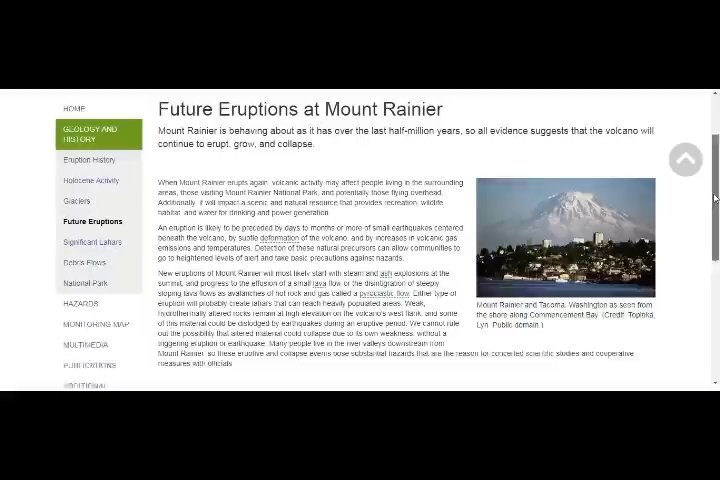 HOME
GEOLOGY AND
HISTORY
Eruption History
Holocene Activity
Glaciers
Future Eruptions
Significant Lahars
Debris Flows
National Park
HAZARDS
MONITORING MAP
MULTIMEDIA
PUBLICATIONS
ADDITIONAL
Future Eruptions at Mount Rainier
Mount Rainier is behaving about as it has over the last half-million years, so all evidence suggests that the volcano will
continue to erupt, grow, and collapse.
When Mount Rainier erupts again, volcanic activity may affect people living in the surrounding
areas, those visiting Mount Rainier National Park, and potentially those flying overhead.
Additionally, it will impact a scenic and natural resource that provides recreation, wildlife
habitat, and water for drinking and power generation.
An eruption is likely to be preceded by days to months or more of small earthquakes centered
beneath the volcano, by subtle deformation of the volcano, and by increases in volcanic gas
emissions and temperatures. Detection of these natural precursors can allow communities to
go to heightened levels of alert and take basic precautions against hazards.
New eruptions of Mount Rainier will most likely start with steam and ash explosions at the
summit, and progress to the effusion of a small lava flow or the disintigration of steeply
sloping lava flows as avalanches of hot rock and gas called a pyroclastic flow. Either type of
eruption will probably create lahars that can reach heavily populated areas. Weak,
hydrothermally altered rocks remain at high elevation on the volcano's west flank, and some
of this material could be dislodged by earthquakes during an eruptive period. We cannot rule
out the possibility that altered material could collapse due to its own weakness, without a
triggering eruption or earthquake. Many people live in the river valleys downstream from
Mount Rainier, so these eruptive and collapse events pose substantial hazards that are the reason for concerted scientific studies and cooperative
measures with officials
Mount Rainier and Tacoma, Washington as seen from
the shore along Commencement Bay. (Credit: Topinka,
Lyn. Public domain.)